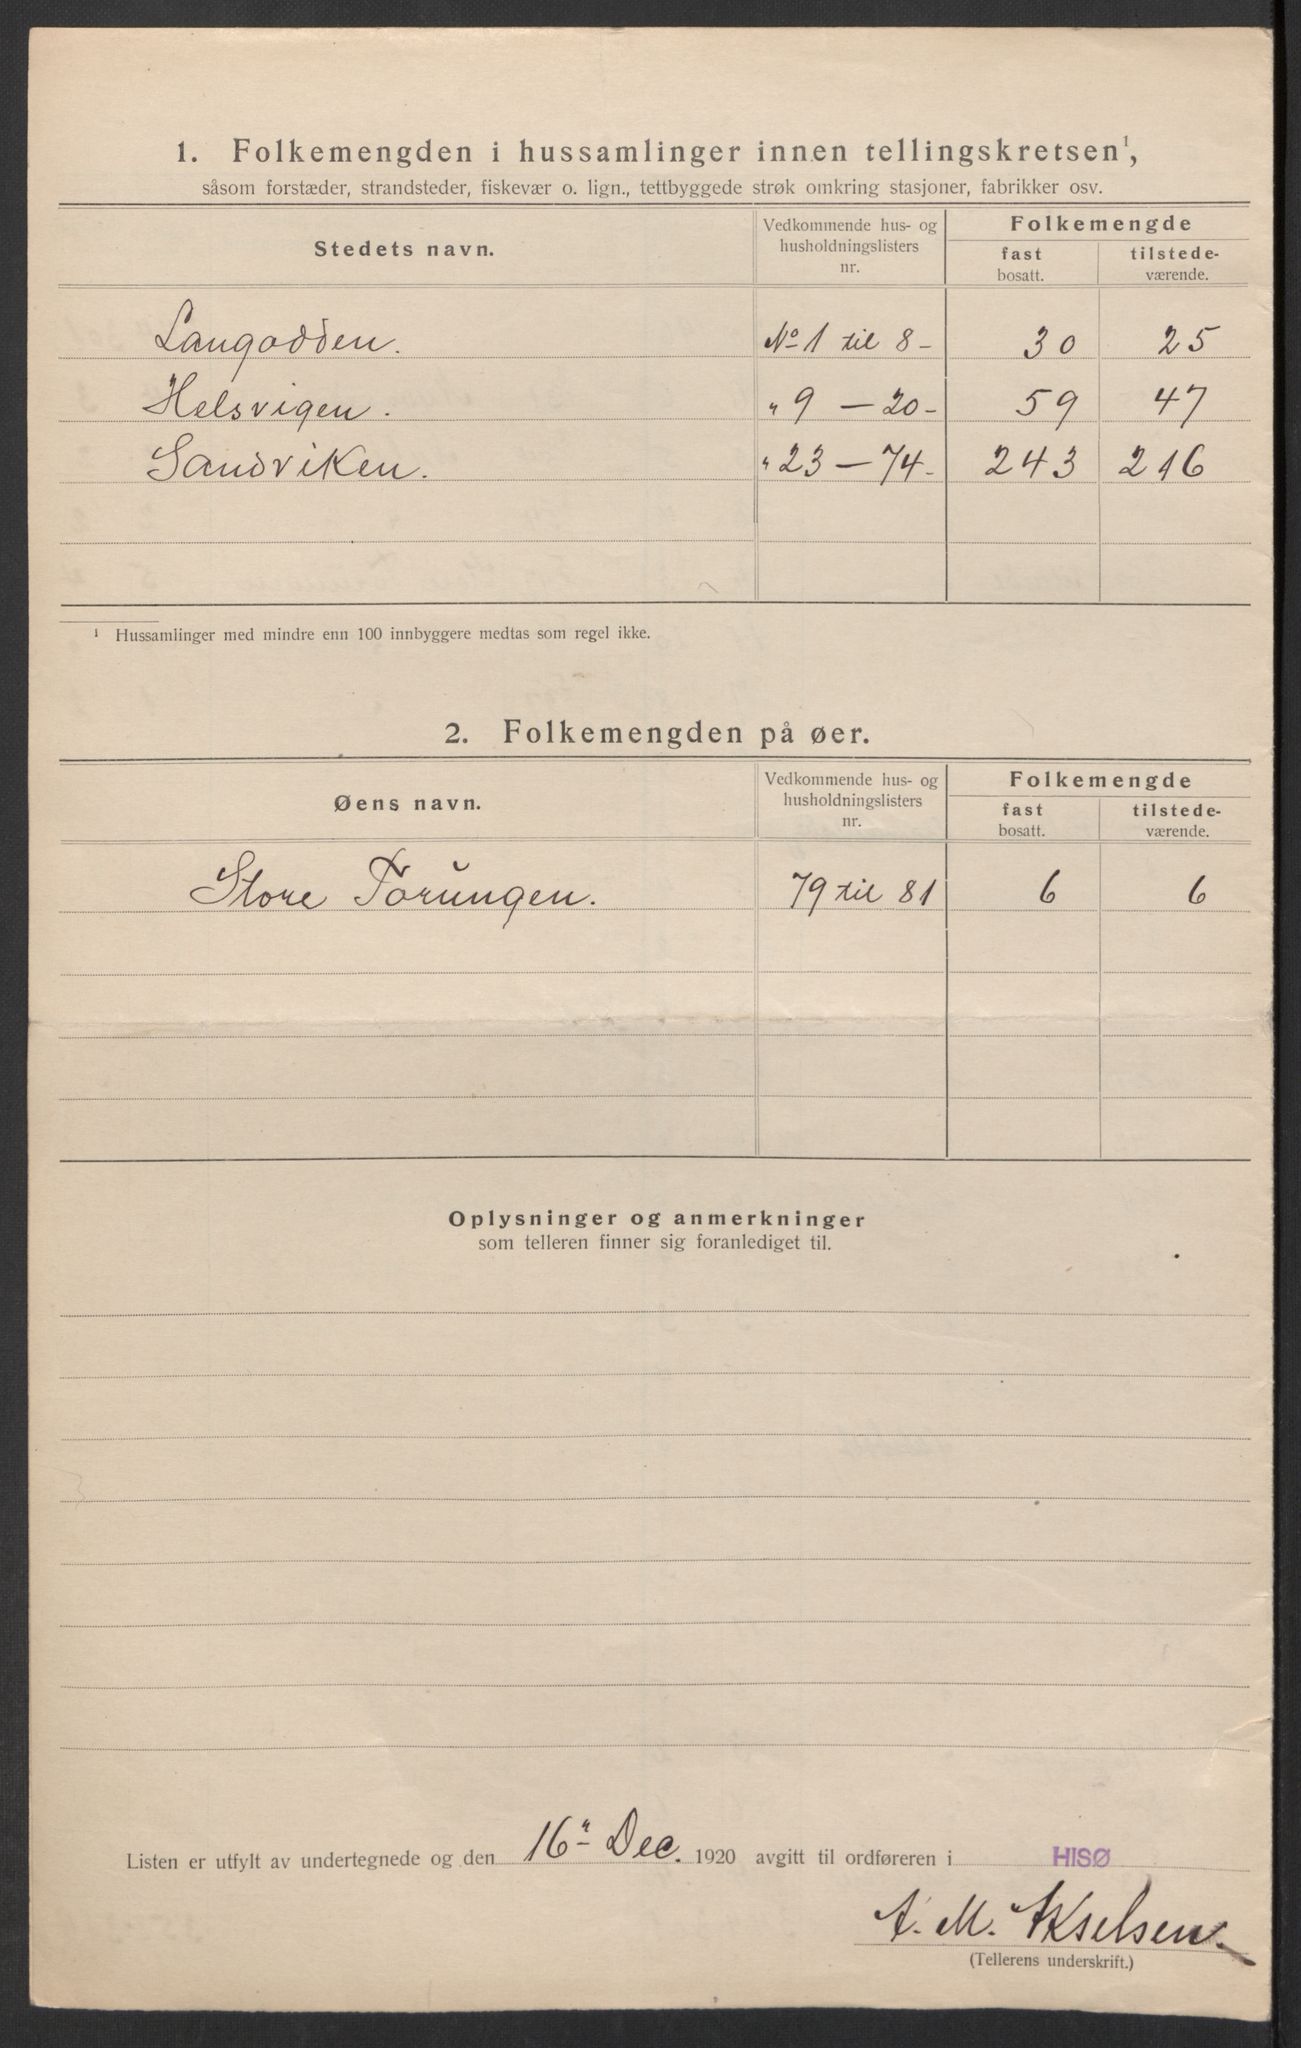 1. Folkemengden i hussamlinger innen tellingskretsen¹,
såsom forstæder, strandsteder, fiskevær o. lign., tettbyggede strøk omkring stasjoner, fabrikker osv.
Stedets navn.
Vedkommende hus- og
husholdningslisters
nr.
Folkemengde
fast
bosatt.
tilstede-
værende.
Langodden. No 1 til 8 - 30 25
Helsvigen. " 9 — 20 - 59 47
Sandviken. " 23 — 74 - 243 216
¹ Hussamlinger med mindre enn 100 innbyggere medtas som regel ikke.
2. Folkemengden på øer.
Øens navn.
Vedkommende hus- og
husholdningslisters
nr.
Folkemengde
fast
bosatt.
tilstede-
værende.
Store Torungen. 79 til 81 6 6
Oplysninger og anmerkninger
som telleren finner sig foranlediget til.
Listen er utfylt av undertegnede og den 16" Dec. 1920 avgitt til ordføreren i HISØ
A. M. Akselsen.
(Tellerens underskrift.)